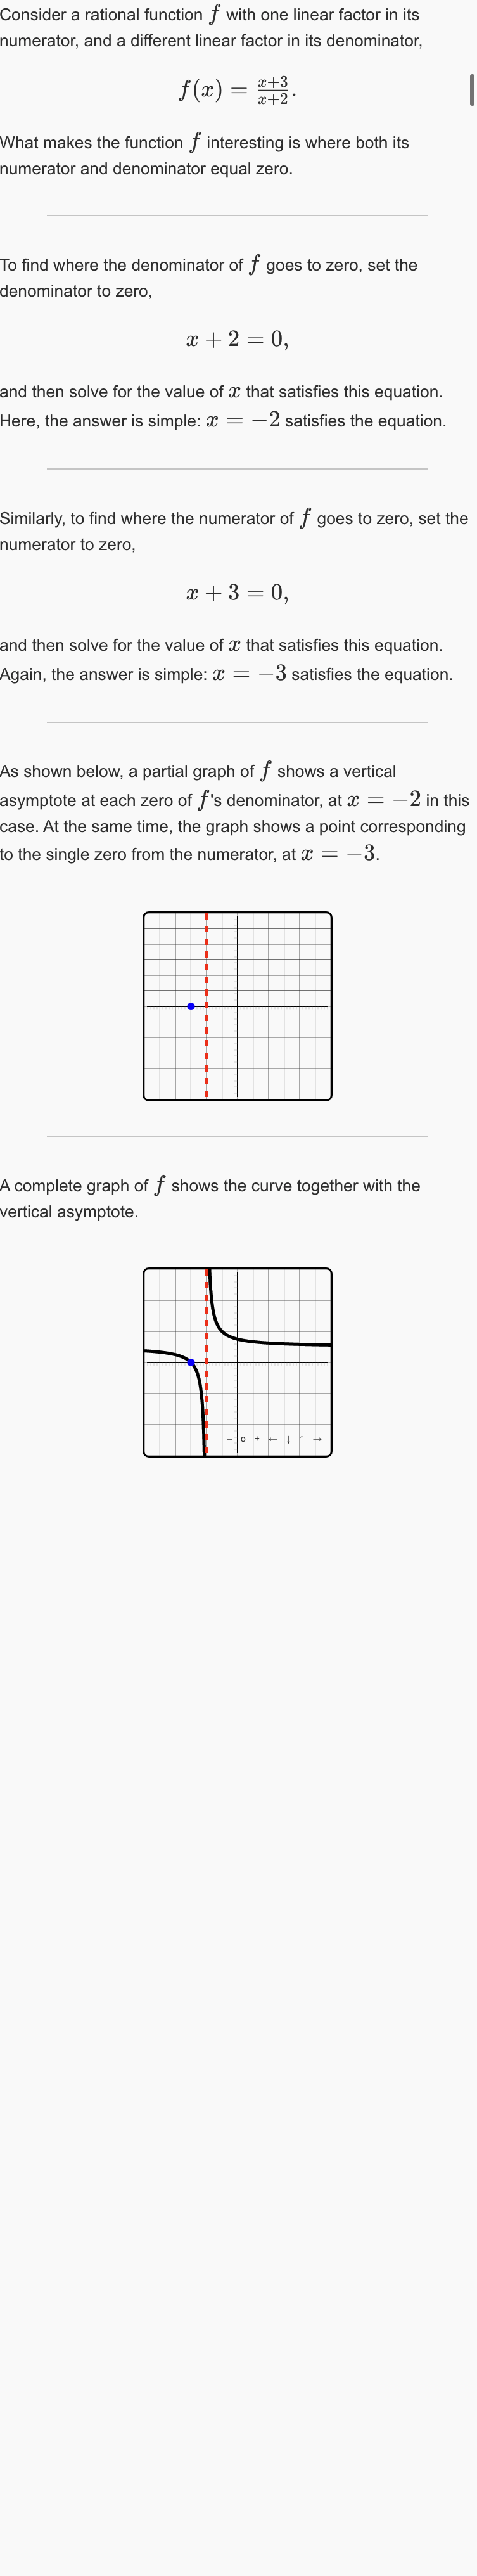 Consider a rational function f with one linear factor in its
numerator, and a different linear factor in its denominator,
f(x) = \frac{x+3}{x+2}.
What makes the function f interesting is where both its
numerator and denominator equal zero.
To find where the denominator of f goes to zero, set the
denominator to zero,
x + 2 = 0,
and then solve for the value of x that satisfies this equation.
Here, the answer is simple: x = −2 satisfies the equation.
Similarly, to find where the numerator of f goes to zero, set the
numerator to zero,
x + 3 = 0,
and then solve for the value of x that satisfies this equation.
Again, the answer is simple: x = −3 satisfies the equation.
As shown below, a partial graph of f shows a vertical
asymptote at each zero of f's denominator, at x = −2 in this
case. At the same time, the graph shows a point corresponding
to the single zero from the numerator, at x = −3.
A complete graph of f shows the curve together with the
vertical asymptote.
− o + ← ↓ ↑ →